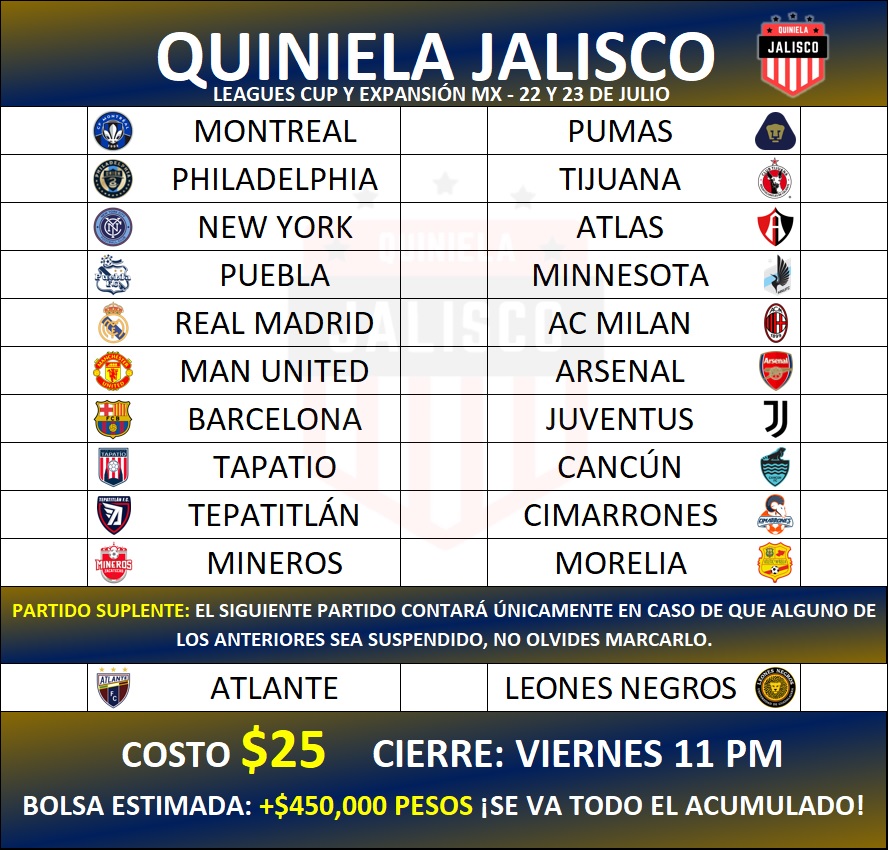 QUINIELA JALISCO
QUINIELA
JALISCO
LEAGUES CUP Y EXPANSIÓN MX - 22 Y 23 DE JULIO
MONTREAL PUMAS
PHILADELPHIA TIJUANA
NEW YORK ATLAS
QUINIELA
PUEBLA MINNESOTA
REAL MADRID AC MILAN
JALISCO
MAN UNITED ARSENAL
BARCELONA JUVENTUS
TAPATIO CANCÚN
TEPATITLÁN CIMARRONES
MINEROS MORELIA
PARTIDO SUPLENTE: EL SIGUIENTE PARTIDO CONTARÁ ÚNICAMENTE EN CASO DE QUE ALGUNO DE
LOS ANTERIORES SEA SUSPENDIDO, NO OLVIDES MARCARLO.
ATLANTE LEONES NEGROS
COSTO $25 CIERRE: VIERNES 11 PM
BOLSA ESTIMADA: +$450,000 PESOS ¡SE VA TODO EL ACUMULADO!